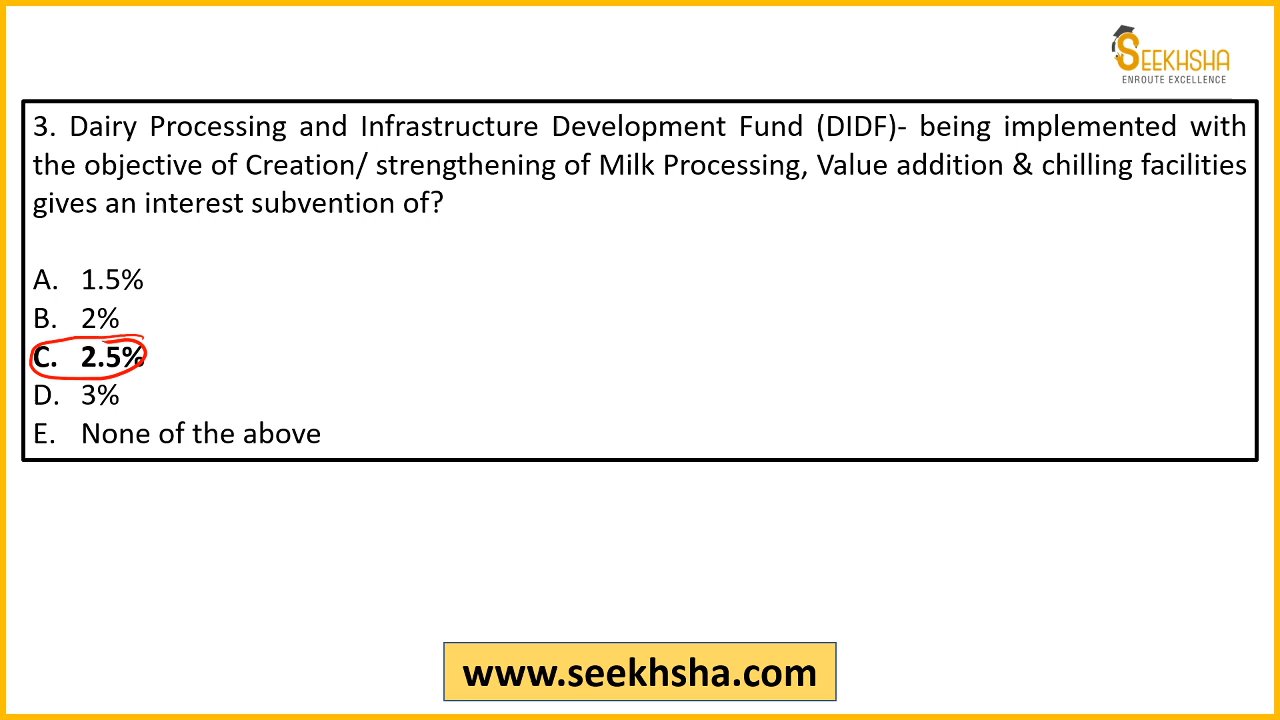 SEEKHSHA
ENROUTE EXCELLENCE
3. Dairy Processing and Infrastructure Development Fund (DIDF)- being implemented with
the objective of Creation/ strengthening of Milk Processing, Value addition & chilling facilities
gives an interest subvention of?
A. 1.5%
B. 2%
C. 2.5%
D. 3%
E. None of the above
www.seekhsha.com